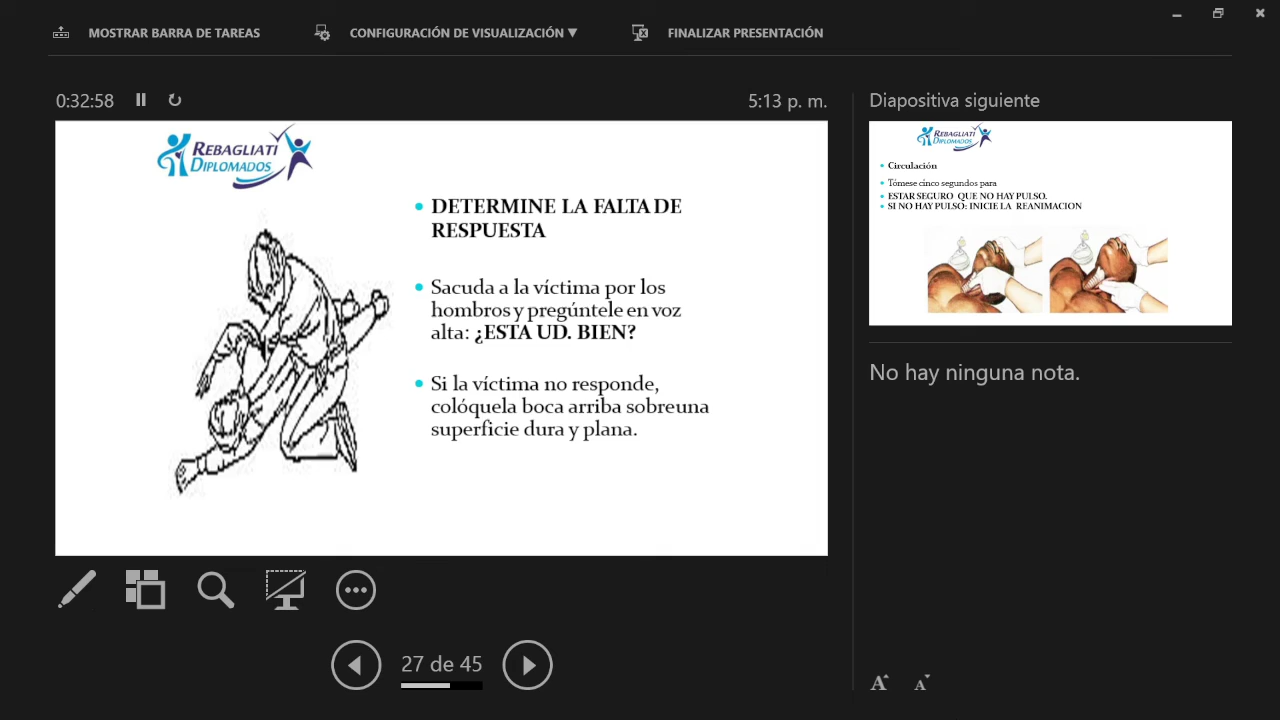 MOSTRAR BARRA DE TAREAS
CONFIGURACIÓN DE VISUALIZACIÓN ▼
FINALIZAR PRESENTACIÓN
0:32:58
5:13 p. m.
REBAGLIATI
DIPLOMADOS
• DETERMINE LA FALTA DE
RESPUESTA
• Sacuda a la víctima por los
hombros y pregúntele en voz
alta: ¿ESTA UD. BIEN?
• Si la víctima no responde,
colóquela boca arriba sobreuna
superficie dura y plana.
27 de 45
Diapositiva siguiente
REBAGLIATI
DIPLOMADOS
• Circulación
• Tómese cinco segundos para
• ESTAR SEGURO QUE NO HAY PULSO.
• SI NO HAY PULSO: INICIE LA REANIMACION
No hay ninguna nota.
A A